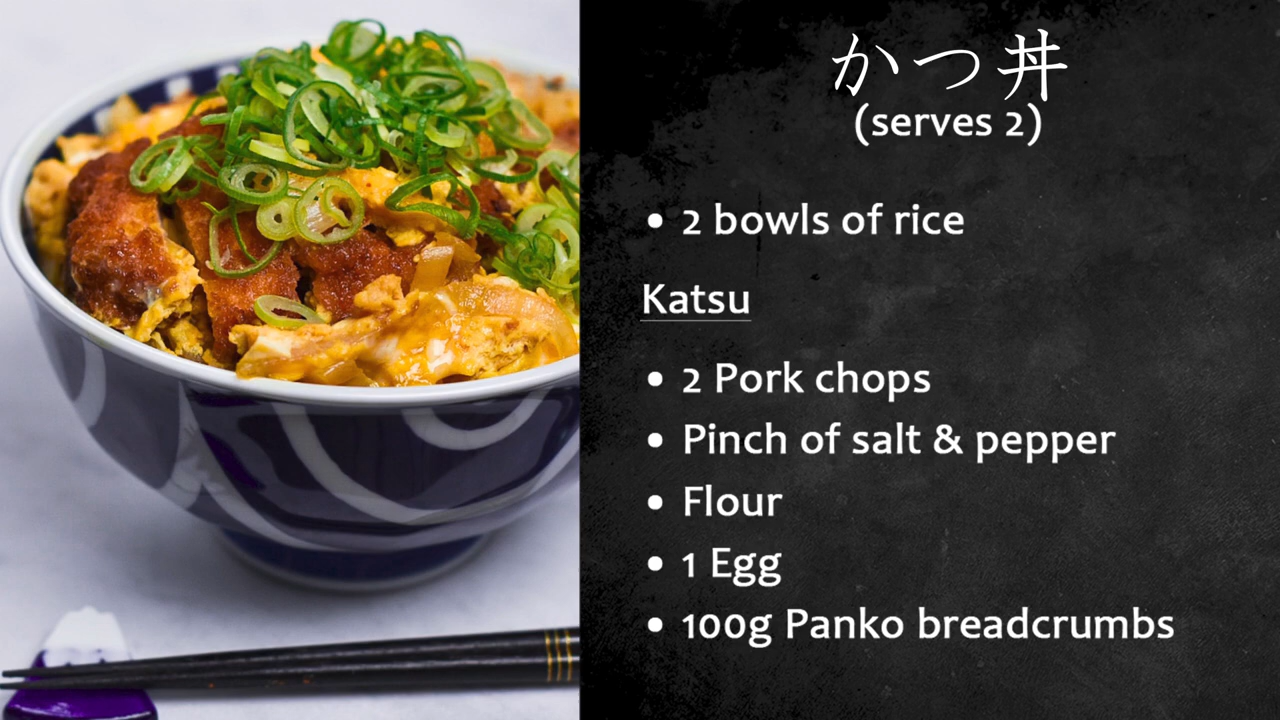 かつ丼
(serves 2)
• 2 bowls of rice
Katsu
• 2 Pork chops
• Pinch of salt & pepper
• Flour
• 1 Egg
• 100g Panko breadcrumbs